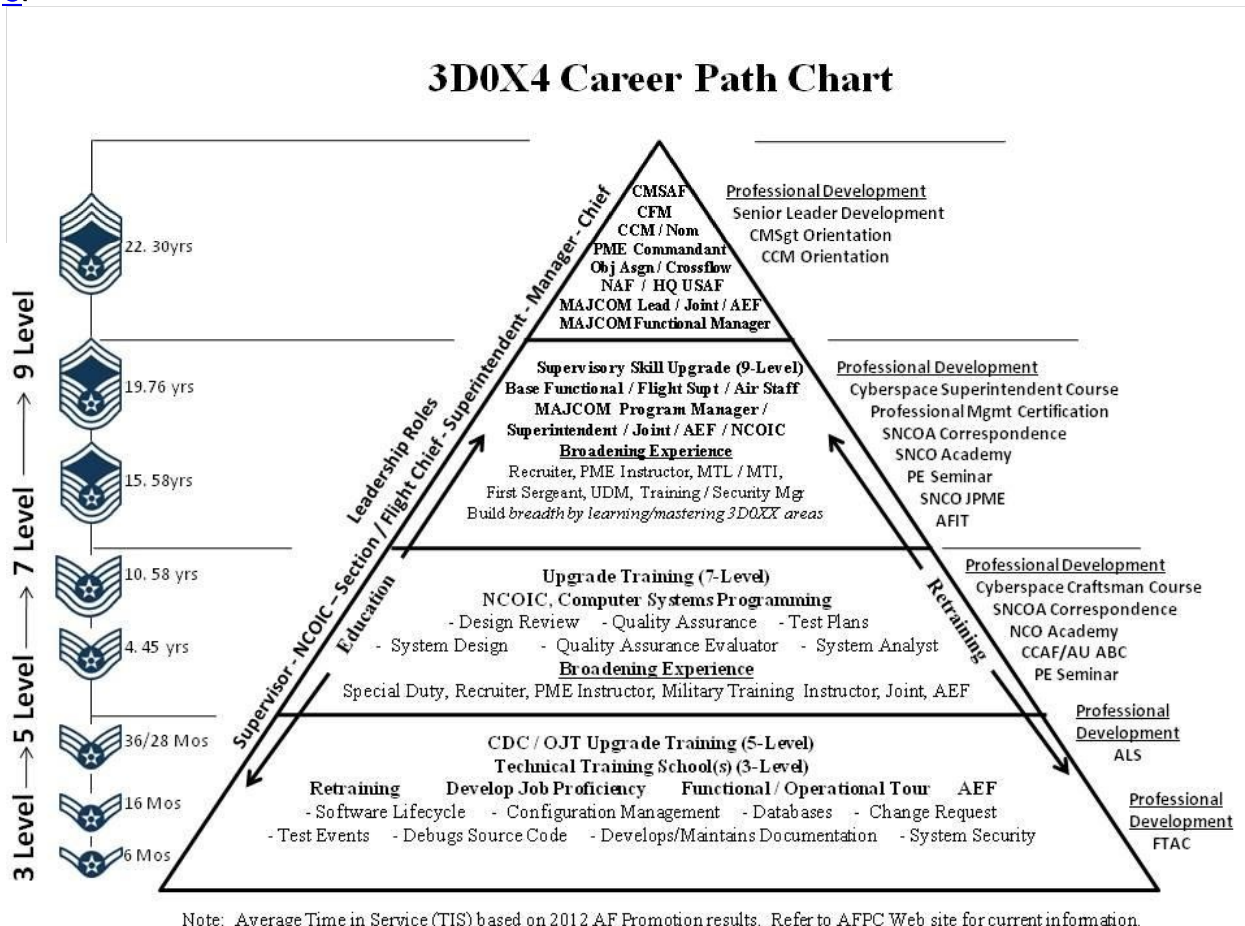 3D0X4 Career Path Chart
22. 30yrs
19.76 yrs
15. 58yrs
10. 58 yrs
4. 45 yrs
36/28 Mos
16 Mos
6 Mos
3 Level → 5 Level → 7 Level → 9 Level
Leadership Roles
Supervisor - NCOIC – Section / Flight Chief - Superintendent - Manager - Chief
Education
Retraining
CMSAF
CFM
CCM / Nom
PME Commandant
Obj Asgn / Crossflow
NAF / HQ USAF
MAJCOM Lead / Joint / AEF
MAJCOM Functional Manager
Supervisory Skill Upgrade (9-Level)
Base Functional / Flight Supt / Air Staff
MAJCOM Program Manager /
Superintendent / Joint / AEF / NCOIC
Broadening Experience
Recruiter, PME Instructor, MTL / MTI,
First Sergeant, UDM, Training / Security Mgr
Build breadth by learning/mastering 3D0XX areas
Upgrade Training (7-Level)
NCOIC, Computer Systems Programming
- Design Review - Quality Assurance - Test Plans
- System Design - Quality Assurance Evaluator - System Analyst
Broadening Experience
Special Duty, Recruiter, PME Instructor, Military Training Instructor, Joint, AEF
CDC / OJT Upgrade Training (5-Level)
Technical Training School(s) (3-Level)
Retraining Develop Job Proficiency Functional / Operational Tour AEF
- Software Lifecycle - Configuration Management - Databases - Change Request
- Test Events - Debugs Source Code - Develops/Maintains Documentation - System Security
Professional Development
Senior Leader Development
CMSgt Orientation
CCM Orientation
Professional Development
Cyberspace Superintendent Course
Professional Mgmt Certification
SNCOA Correspondence
SNCO Academy
PE Seminar
SNCO JPME
AFIT
Professional Development
Cyberspace Craftsman Course
SNCOA Correspondence
NCO Academy
CCAF/AU ABC
PE Seminar
Professional
Development
ALS
Professional
Development
FTAC
Note: Average Time in Service (TIS) based on 2012 AF Promotion results. Refer to AFPC Web site for current information.